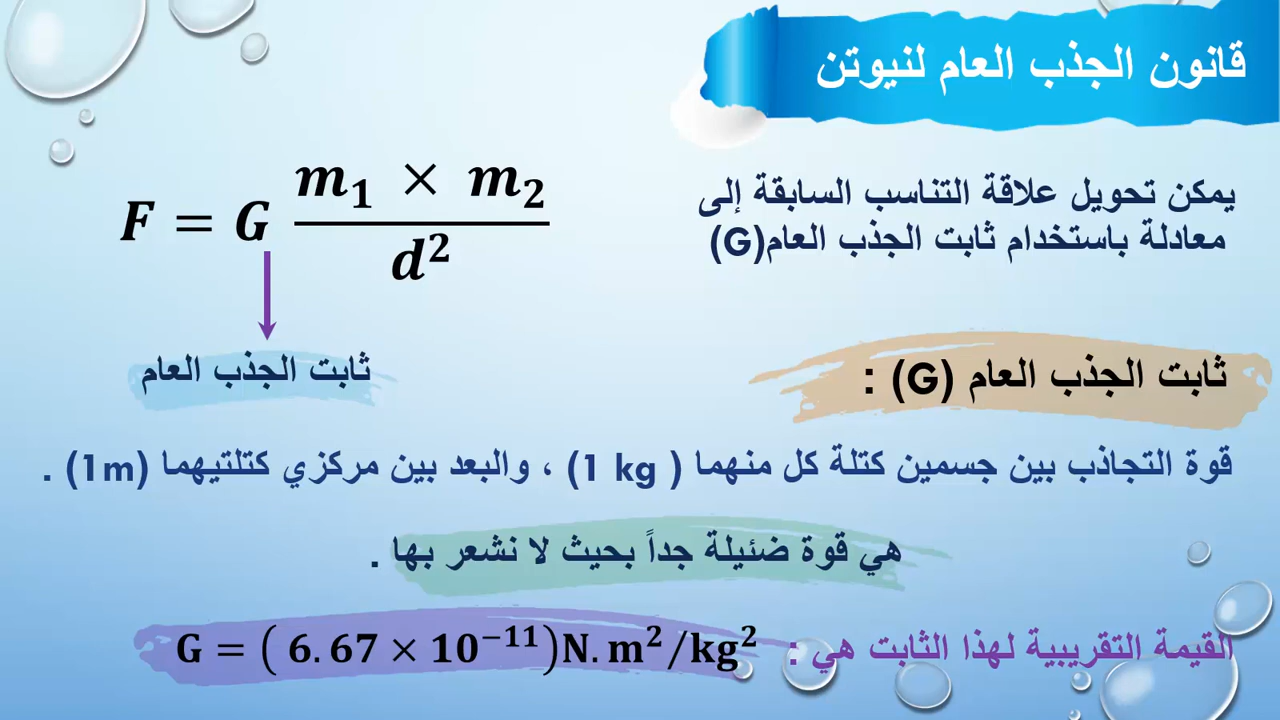 قانون الجذب العام لنيوتن
يمكن تحويل علاقة التناسب السابقة إلى
معادلة باستخدام ثابت الجذب العام(G)
F = G (m₁ × m₂)/d²
ثابت الجذب العام
ثابت الجذب العام (G) :
قوة التجاذب بين جسمين كتلة كل منهما ( 1 kg) ، والبعد بين مركزي كتلتيهما (1m) .
هي قوة ضئيلة جداً بحيث لا نشعر بها .
القيمة التقريبية لهذا الثابت هي : G = ( 6.67 × 10⁻¹¹)N.m²/kg²